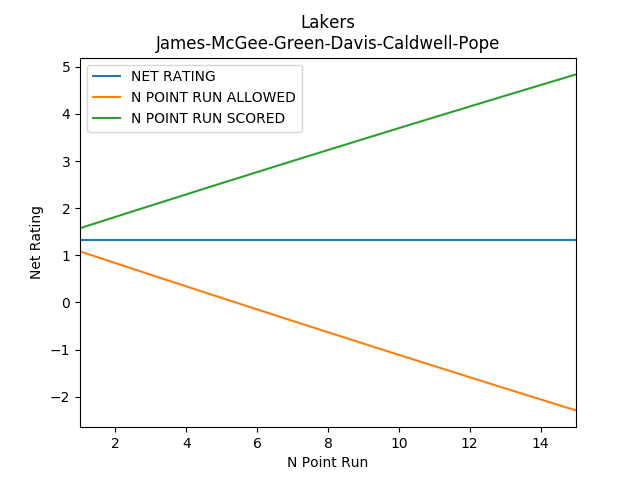 Lakers
James-McGee-Green-Davis-Caldwell-Pope
NET RATING
N POINT RUN ALLOWED
N POINT RUN SCORED
Net Rating
5
4
3
2
1
0
−1
−2
2 4 6 8 10 12 14
N Point Run